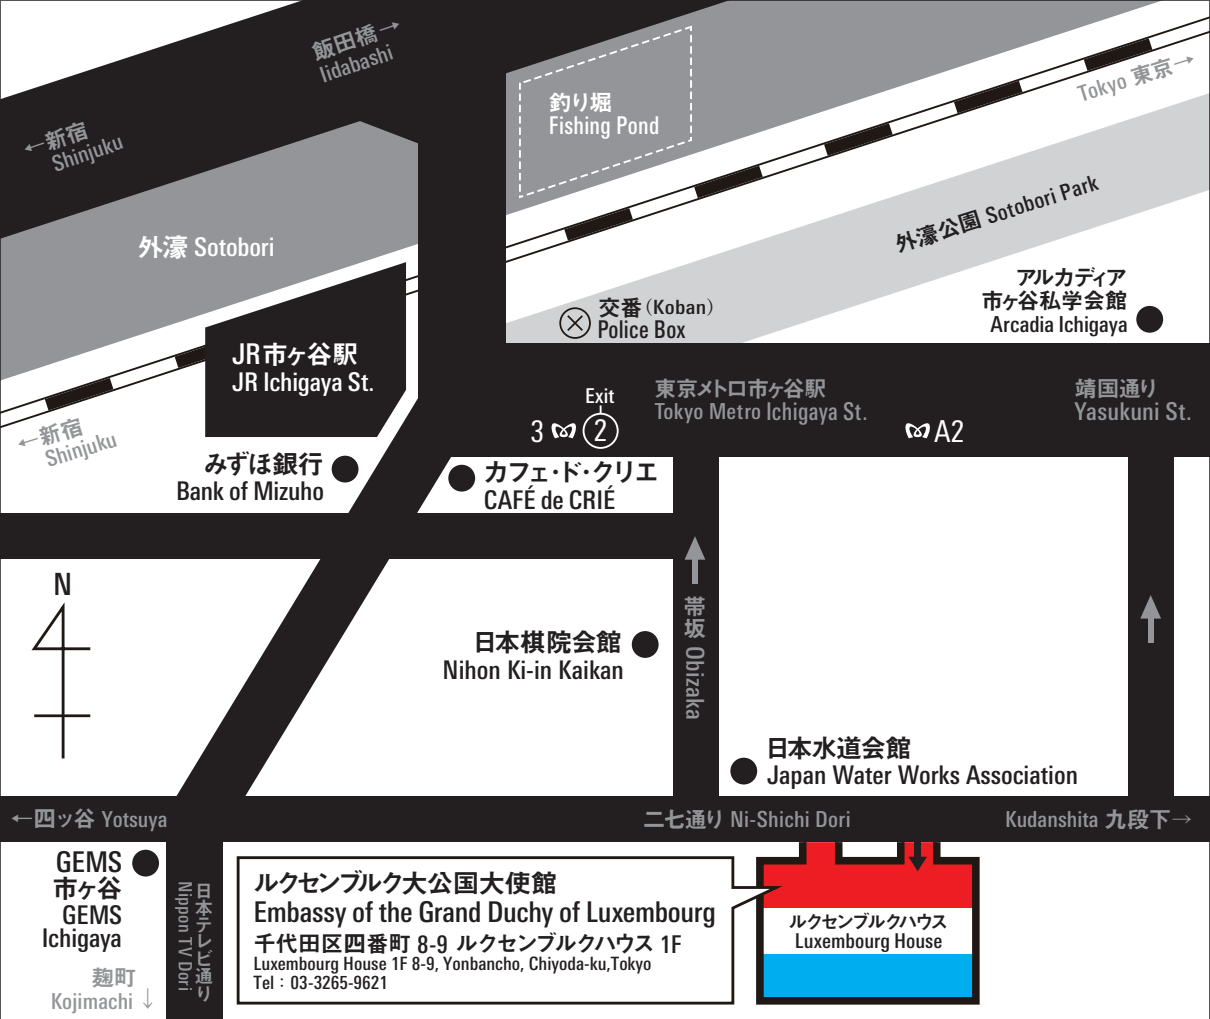 飯田橋→
Iidabashi
←新宿
Shinjuku
釣り堀
Fishing Pond
Tokyo 東京→
外濠 Sotobori
外濠公園 Sotobori Park
アルカディア
市ヶ谷私学会館
Arcadia Ichigaya
交番 (Koban)
Police Box
JR市ヶ谷駅
JR Ichigaya St.
←新宿
Shinjuku
Exit
3 2
東京メトロ市ヶ谷駅
Tokyo Metro Ichigaya St.
A2
靖国通り
Yasukuni St.
みずほ銀行
Bank of Mizuho
カフェ・ド・クリエ
CAFÉ de CRIÉ
N
帯坂 Obizaka
日本棋院会館
Nihon Ki-in Kaikan
日本水道会館
Japan Water Works Association
←四ッ谷 Yotsuya
二七通り Ni-Shichi Dori
Kudanshita 九段下→
GEMS
市ヶ谷
GEMS
Ichigaya
麹町
Kojimachi ↓
日本テレビ通り
Nippon TV Dori
ルクセンブルク大公国大使館
Embassy of the Grand Duchy of Luxembourg
千代田区四番町 8-9 ルクセンブルクハウス 1F
Luxembourg House 1F 8-9, Yonbancho, Chiyoda-ku,Tokyo
Tel : 03-3265-9621
ルクセンブルクハウス
Luxembourg House